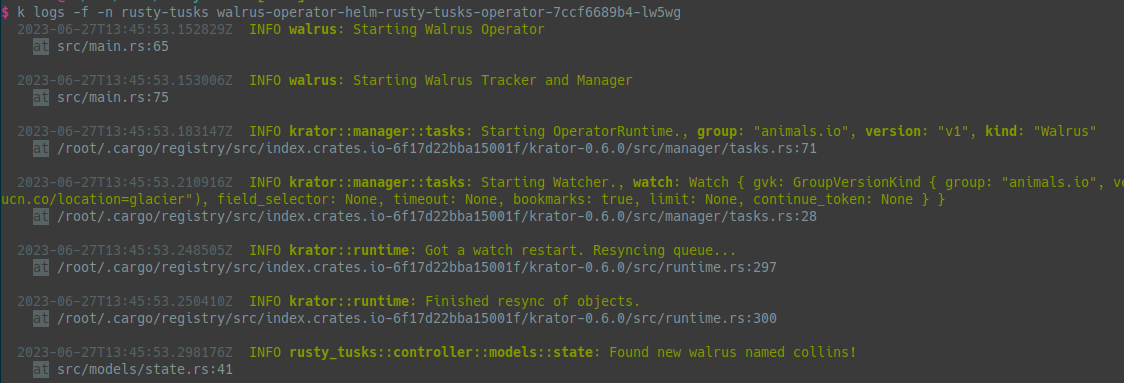 $ k logs -f -n rusty-tusks walrus-operator-helm-rusty-tusks-operator-7ccf6689b4-lw5wg
2023-06-27T13:45:53.152829Z  INFO walrus: Starting Walrus Operator
at src/main.rs:65
2023-06-27T13:45:53.153006Z  INFO walrus: Starting Walrus Tracker and Manager
at src/main.rs:75
2023-06-27T13:45:53.183147Z  INFO krator::manager::tasks: Starting OperatorRuntime., group: "animals.io", version: "v1", kind: "Walrus"
at /root/.cargo/registry/src/index.crates.io-6f17d22bba15001f/krator-0.6.0/src/manager/tasks.rs:71
2023-06-27T13:45:53.210916Z  INFO krator::manager::tasks: Starting Watcher., watch: Watch { gvk: GroupVersionKind { group: "animals.io", ve
ucn.co/location=glacier"), field_selector: None, timeout: None, bookmarks: true, limit: None, continue_token: None } }
at /root/.cargo/registry/src/index.crates.io-6f17d22bba15001f/krator-0.6.0/src/manager/tasks.rs:28
2023-06-27T13:45:53.248505Z  INFO krator::runtime: Got a watch restart. Resyncing queue...
at /root/.cargo/registry/src/index.crates.io-6f17d22bba15001f/krator-0.6.0/src/runtime.rs:297
2023-06-27T13:45:53.250410Z  INFO krator::runtime: Finished resync of objects.
at /root/.cargo/registry/src/index.crates.io-6f17d22bba15001f/krator-0.6.0/src/runtime.rs:300
2023-06-27T13:45:53.298176Z  INFO rusty_tusks::controller::models::state: Found new walrus named collins!
at src/models/state.rs:41